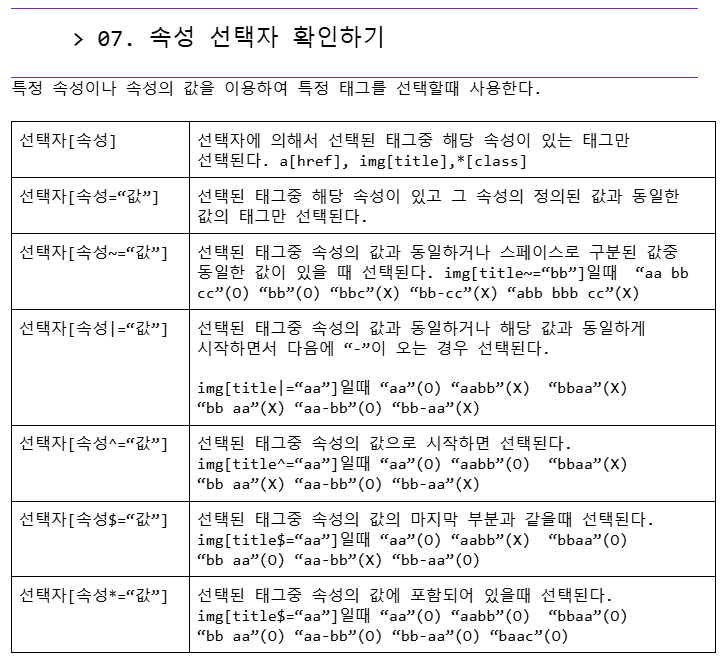 > 07. 속성 선택자 확인하기
특정 속성이나 속성의 값을 이용하여 특정 태그를 선택할때 사용한다.
선택자[속성]
선택자에 의해서 선택된 태그중 해당 속성이 있는 태그만
선택된다. a[href], img[title],*[class]
선택자[속성=“값”]
선택된 태그중 해당 속성이 있고 그 속성의 정의된 값과 동일한
값의 태그만 선택된다.
선택자[속성~=“값”]
선택된 태그중 속성의 값과 동일하거나 스페이스로 구분된 값중
동일한 값이 있을 때 선택된다. img[title~=“bb”]일때 “aa bb
cc”(O) “bb”(O) “bbc”(X) “bb-cc”(X) “abb bbb cc”(X)
선택자[속성|=“값”]
선택된 태그중 속성의 값과 동일하거나 해당 값과 동일하게
시작하면서 다음에 “-”이 오는 경우 선택된다.
img[title|=“aa”]일때 “aa”(O) “aabb”(X) “bbaa”(X)
“bb aa”(X) “aa-bb”(O) “bb-aa”(X)
선택자[속성^=“값”]
선택된 태그중 속성의 값으로 시작하면 선택된다.
img[title^=“aa”]일때 “aa”(O) “aabb”(O) “bbaa”(X)
“bb aa”(X) “aa-bb”(O) “bb-aa”(X)
선택자[속성$=“값”]
선택된 태그중 속성의 값의 마지막 부분과 같을때 선택된다.
img[title$=“aa”]일때 “aa”(O) “aabb”(X) “bbaa”(O)
“bb aa”(O) “aa-bb”(X) “bb-aa”(O)
선택자[속성*=“값”]
선택된 태그중 속성의 값에 포함되어 있을때 선택된다.
img[title$=“aa”]일때 “aa”(O) “aabb”(O) “bbaa”(O)
“bb aa”(O) “aa-bb”(O) “bb-aa”(O) “baac”(O)